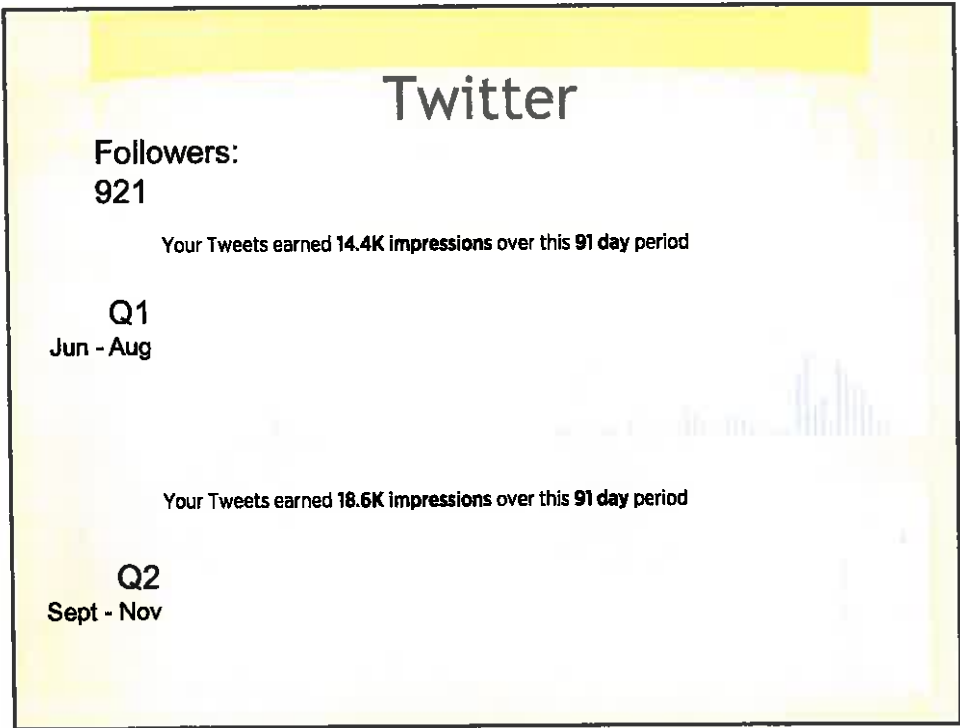 Twitter
Followers:
921
Your Tweets earned 14.4K impressions over this 91 day period
Q1
Jun - Aug
Your Tweets earned 18.6K impressions over this 91 day period
Q2
Sept - Nov